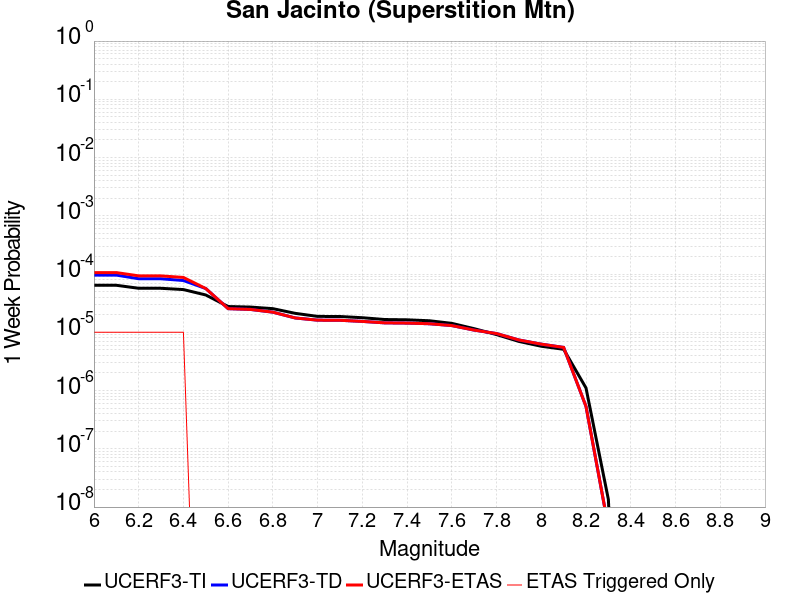 San Jacinto (Superstition Mtn)
1 Week Probability
10^0
10^-1
10^-2
10^-3
10^-4
10^-5
10^-6
10^-7
10^-8
6 6.2 6.4 6.6 6.8 7 7.2 7.4 7.6 7.8 8 8.2 8.4 8.6 8.8 9
Magnitude
UCERF3-TI UCERF3-TD UCERF3-ETAS ETAS Triggered Only